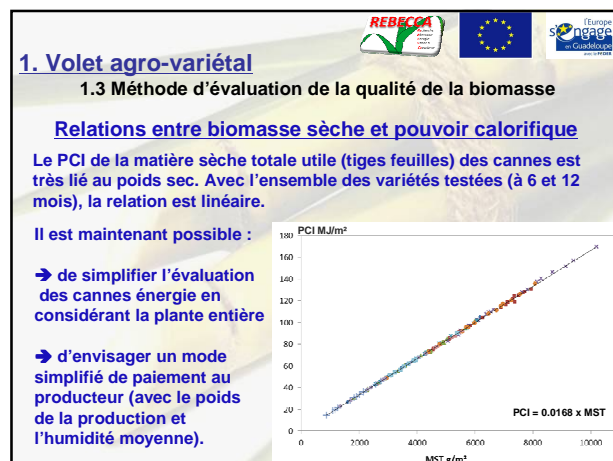 REBECCA
l'Europe
s'engage
en Guadeloupe
avec le FEDER
1. Volet agro-variétal
1.3 Méthode d'évaluation de la qualité de la biomasse
Relations entre biomasse sèche et pouvoir calorifique
Le PCI de la matière sèche totale utile (tiges feuilles) des cannes est
très lié au poids sec. Avec l'ensemble des variétés testées (à 6 et 12
mois), la relation est linéaire.
Il est maintenant possible :
➔ de simplifier l'évaluation
des cannes énergie en
considérant la plante entière
➔ d'envisager un mode
simplifié de paiement au
producteur (avec le poids
de la production et
l'humidité moyenne).
PCI MJ/m²
180
160
140
120
100
80
60
40
20
0
PCI = 0.0168 x MST
0 2000 4000 6000 8000 10000
MST g/m²